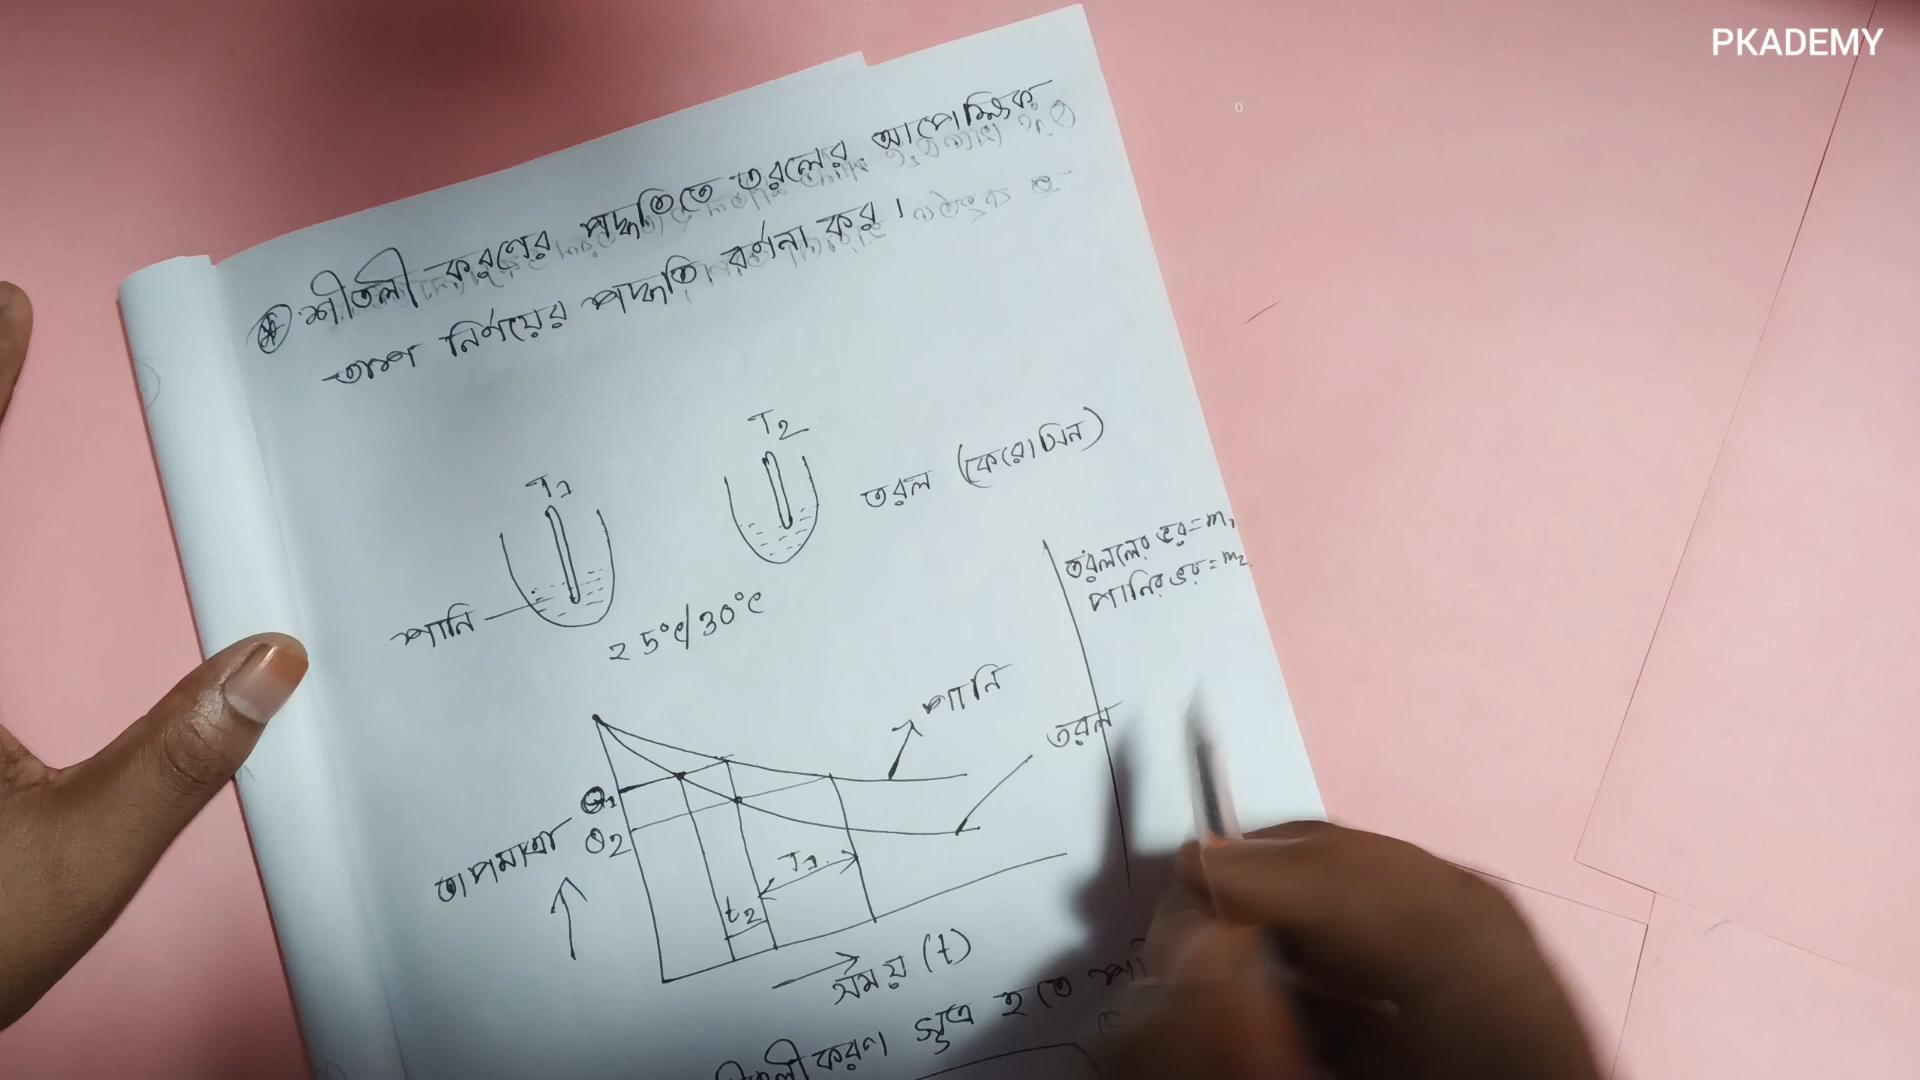 PKADEMY
* শীতলী করণের পদ্ধতিতে তরলের আপেক্ষিক
তাপ নির্ণয়ের পদ্ধতি বর্ণনা কর।
T₁
T₂
তরল (কেরোসিন)
পানি
25°C/30°C
তরলের ভর = m₁
পানির ভর = m₂
পানি
তরল
θ₁
θ₂
তাপমাত্রা
T₁
t₂
সময় (t)
শীতলীকরণ সূত্র হতে